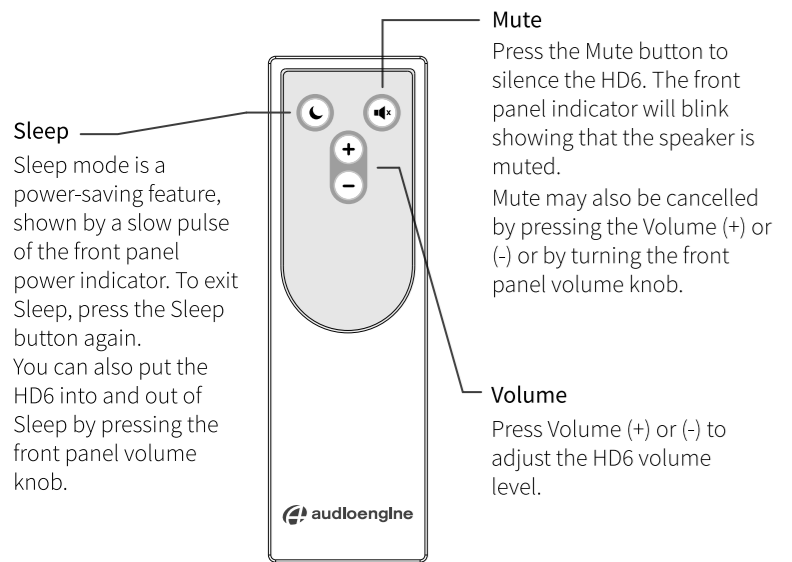 Mute
Press the Mute button to
silence the HD6. The front
panel indicator will blink
showing that the speaker is
muted.
Mute may also be cancelled
by pressing the Volume (+) or
(-) or by turning the front
panel volume knob.
Sleep
Sleep mode is a
power-saving feature,
shown by a slow pulse
of the front panel
power indicator. To exit
Sleep, press the Sleep
button again.
You can also put the
HD6 into and out of
Sleep by pressing the
front panel volume
knob.
+
-
Volume
Press Volume (+) or (-) to
adjust the HD6 volume
level.
audioengine